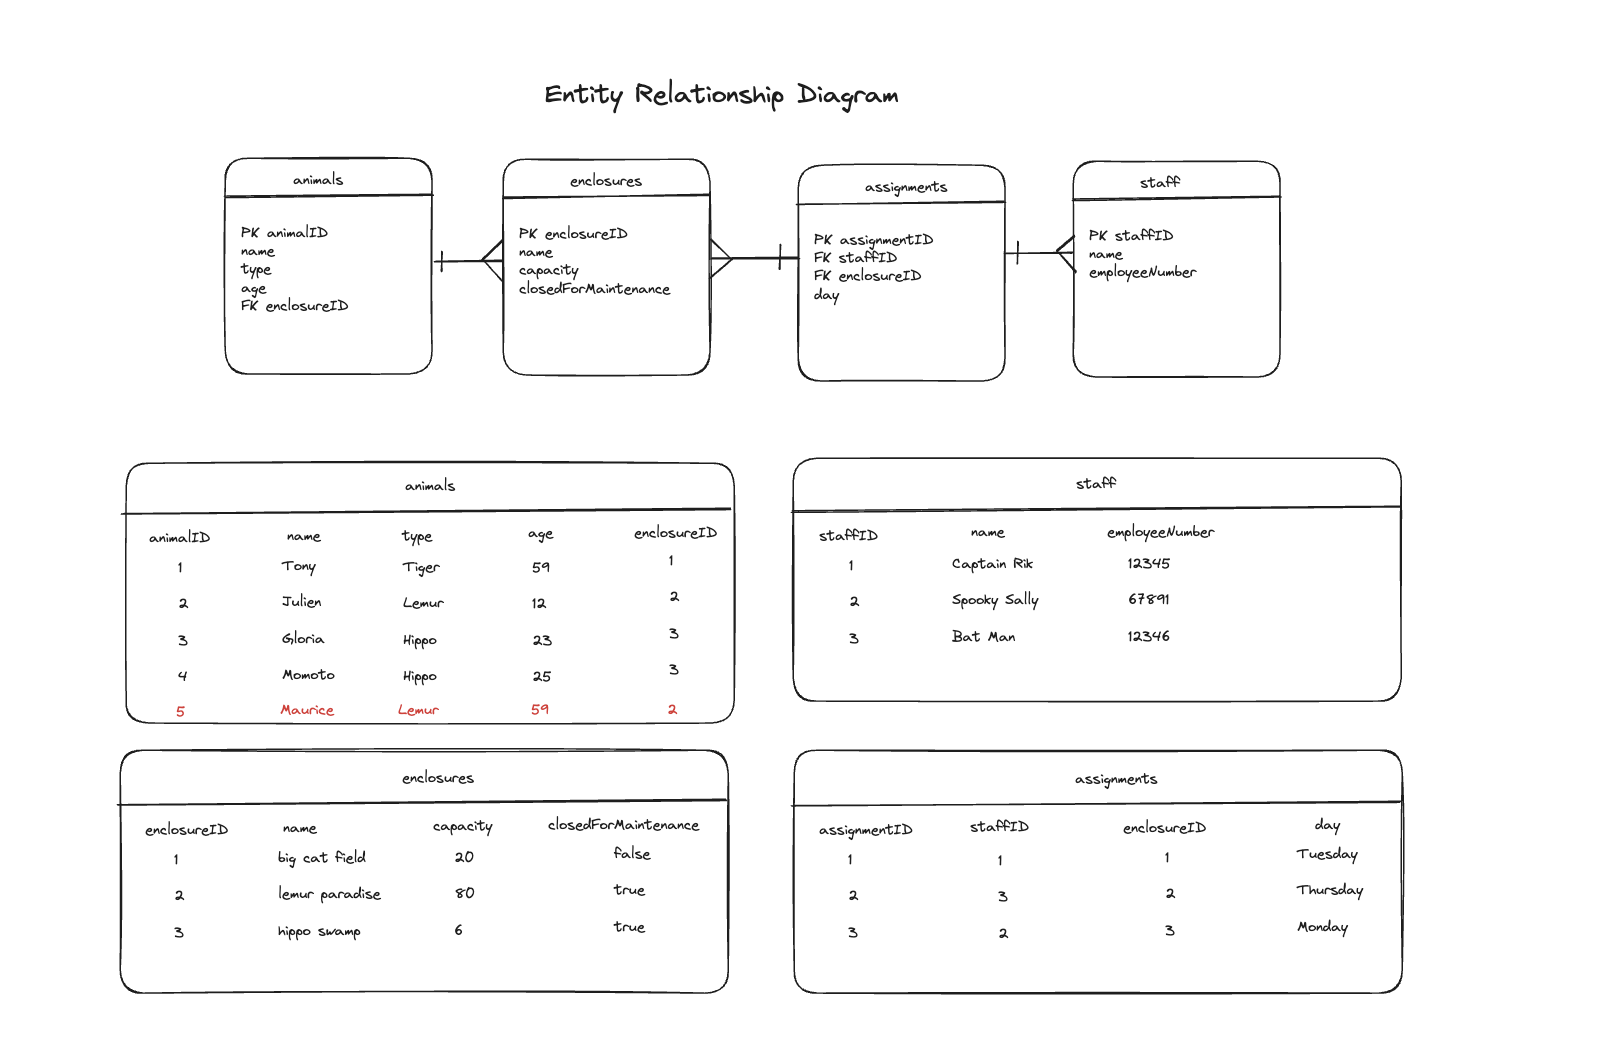 Entity Relationship Diagram
animals
PK animalID
name
type
age
FK enclosureID
enclosures
PK enclosureID
name
capacity
closedForMaintenance
assignments
PK assignmentID
FK staffID
FK enclosureID
day
staff
PK staffID
name
employeeNumber
animals
animalID name type age enclosureID
1 Tony Tiger 59 1
2 Julien Lemur 12 2
3 Gloria Hippo 23 3
4 Momoto Hippo 25 3
5 Maurice Lemur 59 2
staff
staffID name employeeNumber
1 Captain Rik 12345
2 Spooky Sally 67891
3 Bat Man 12346
enclosures
enclosureID name capacity closedForMaintenance
1 big cat field 20 false
2 lemur paradise 80 true
3 hippo swamp 6 true
assignments
assignmentID staffID enclosureID day
1 1 1 Tuesday
2 3 2 Thursday
3 2 3 Monday